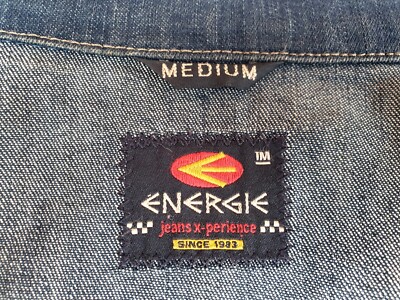 MEDIUM
TM
ENERGIE
jeans x-perience
SINCE 1983